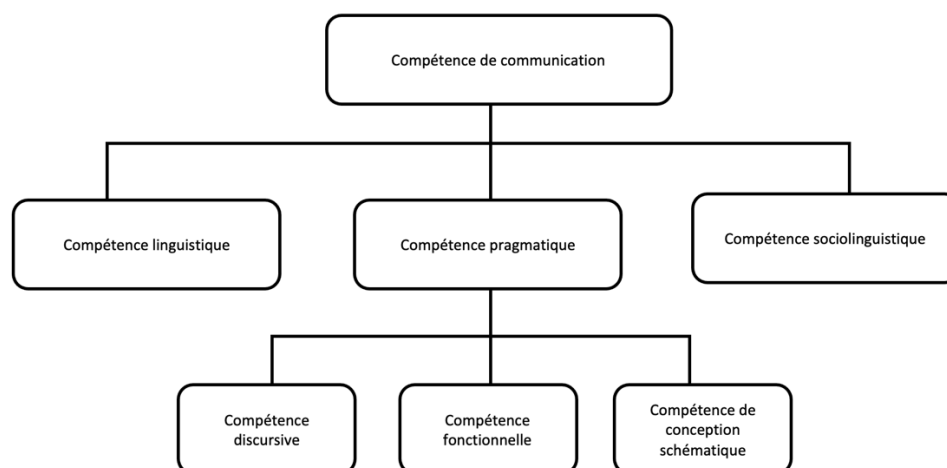 Compétence de communication
Compétence linguistique
Compétence pragmatique
Compétence sociolinguistique
Compétence
discursive
Compétence
fonctionnelle
Compétence de
conception
schématique